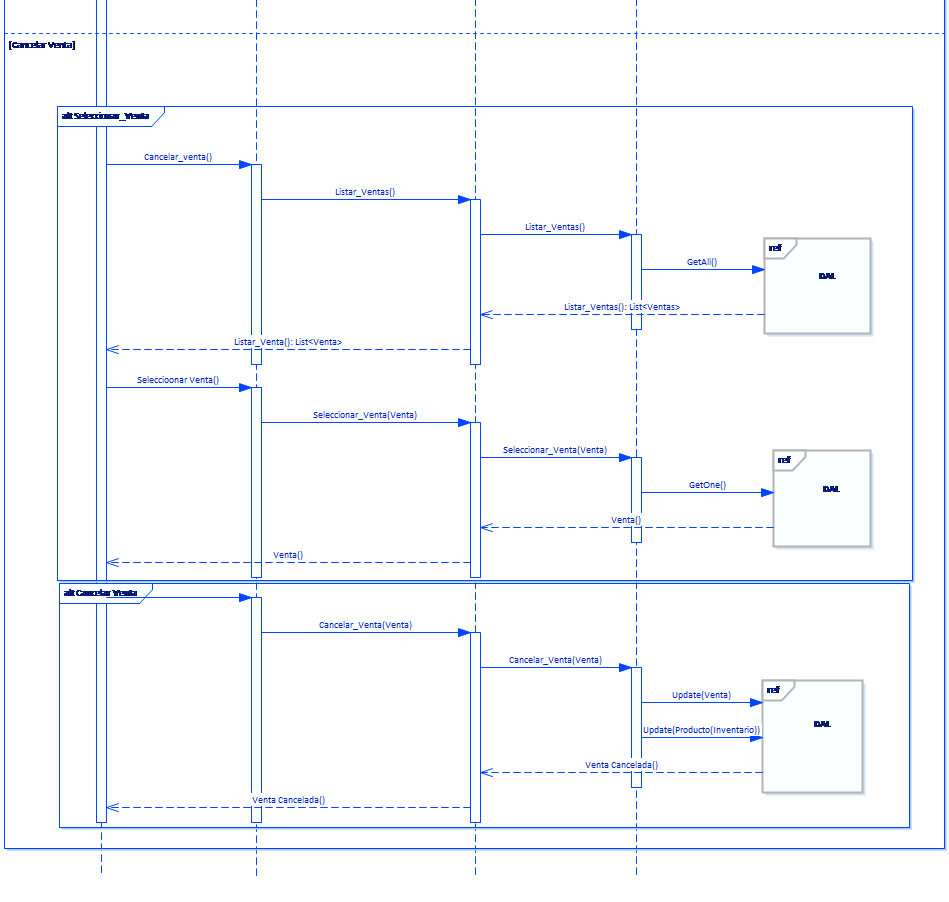 [Cancelar Venta]
alt Seleccionar_Venta
Cancelar_venta()
Listar_Ventas()
Listar_Ventas()
ref
GetAll()
DAL
Listar_Ventas(): List<Ventas>
Listar_Venta(): List<Venta>
Seleccioonar Venta()
Seleccionar_Venta(Venta)
Seleccionar_Venta(Venta)
ref
GetOne()
DAL
Venta()
Venta()
alt Cancelar Venta
Cancelar_Venta(Venta)
Cancelar_Venta(Venta)
ref
Update(Venta)
DAL
Update(Producto(Inventario))
Venta Cancelada()
Venta Cancelada()